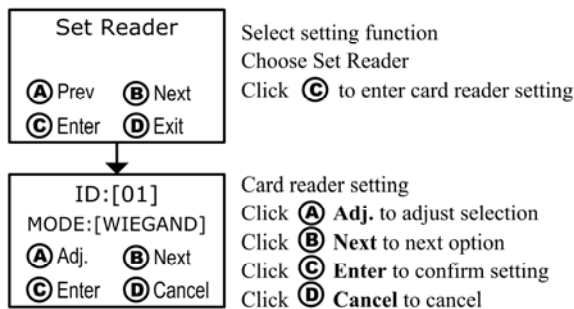 Set Reader
Ⓐ Prev Ⓑ Next
Ⓒ Enter Ⓓ Exit
Select setting function
Choose Set Reader
Click Ⓒ to enter card reader setting
ID:[01]
MODE:[WIEGAND]
Ⓐ Adj. Ⓑ Next
Ⓒ Enter Ⓓ Cancel
Card reader setting
Click Ⓐ Adj. to adjust selection
Click Ⓑ Next to next option
Click Ⓒ Enter to confirm setting
Click Ⓓ Cancel to cancel